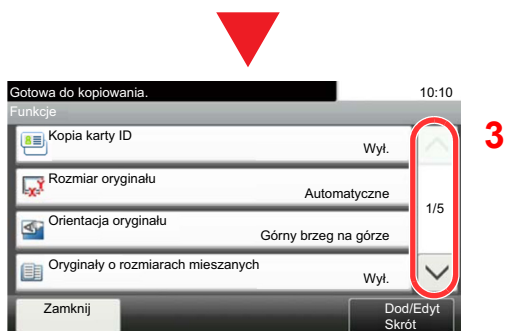 Gotowa do kopiowania. 10:10
Funkcje
Kopia karty ID
Wył.
Rozmiar oryginału
Automatyczne
Orientacja oryginału
Górny brzeg na górze
Oryginały o rozmiarach mieszanych
Wył.
1/5
3
Zamknij
Dod/Edyt
Skrót